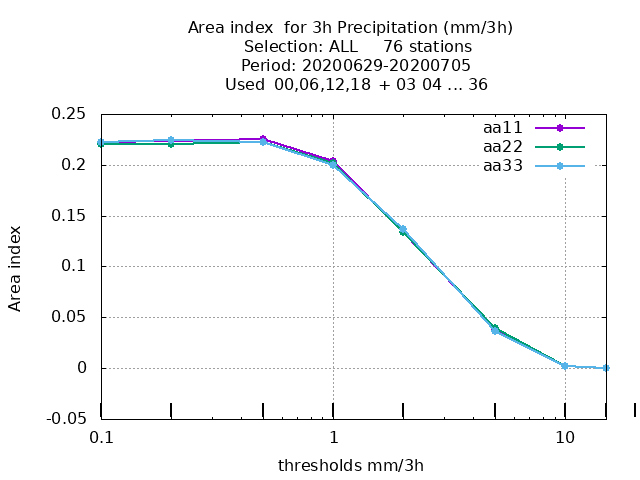 Area index  for 3h Precipitation (mm/3h)
Selection: ALL     76 stations
Period: 20200629-20200705
Used  00,06,12,18 + 03 04 ... 36
0.25
0.2
0.15
0.1
0.05
0
-0.05
Area index
aa11
aa22
aa33
0.1
1
10
thresholds mm/3h